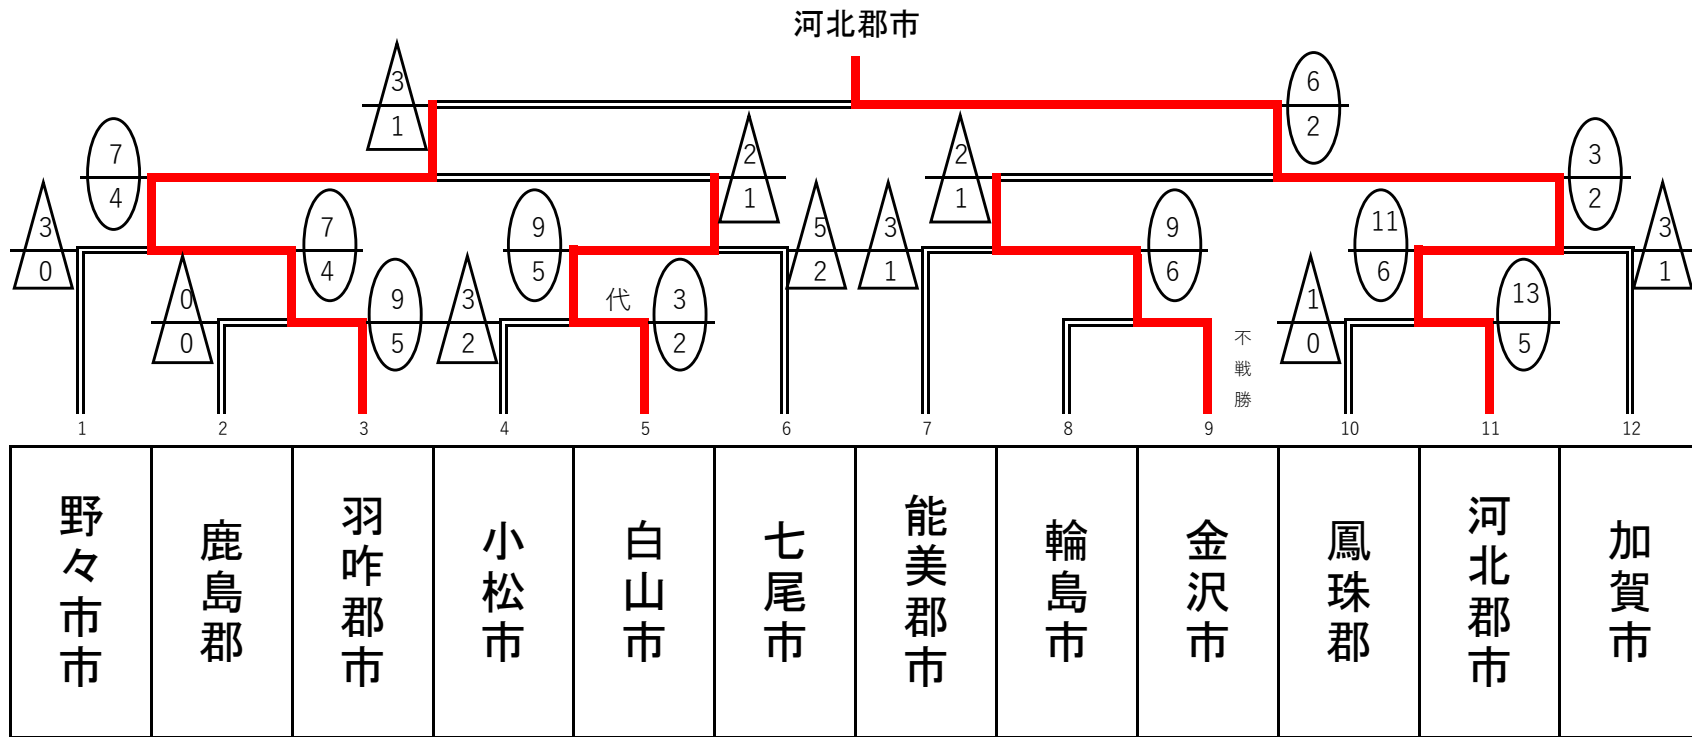 河北郡市
3 6
1 2
7 2 2 3
4 1 1 2
3 7 9 5 3 9 11 3
0 4 5 2 1 6 6 1
0 9 3 代 3 1 13
0 5 2 2 0 5
不戦勝
1 2 3 4 5 6 7 8 9 10 11 12
野々市市
鹿島郡
羽咋郡市
小松市
白山市
七尾市
能美郡市
輪島市
金沢市
鳳珠郡
河北郡市
加賀市